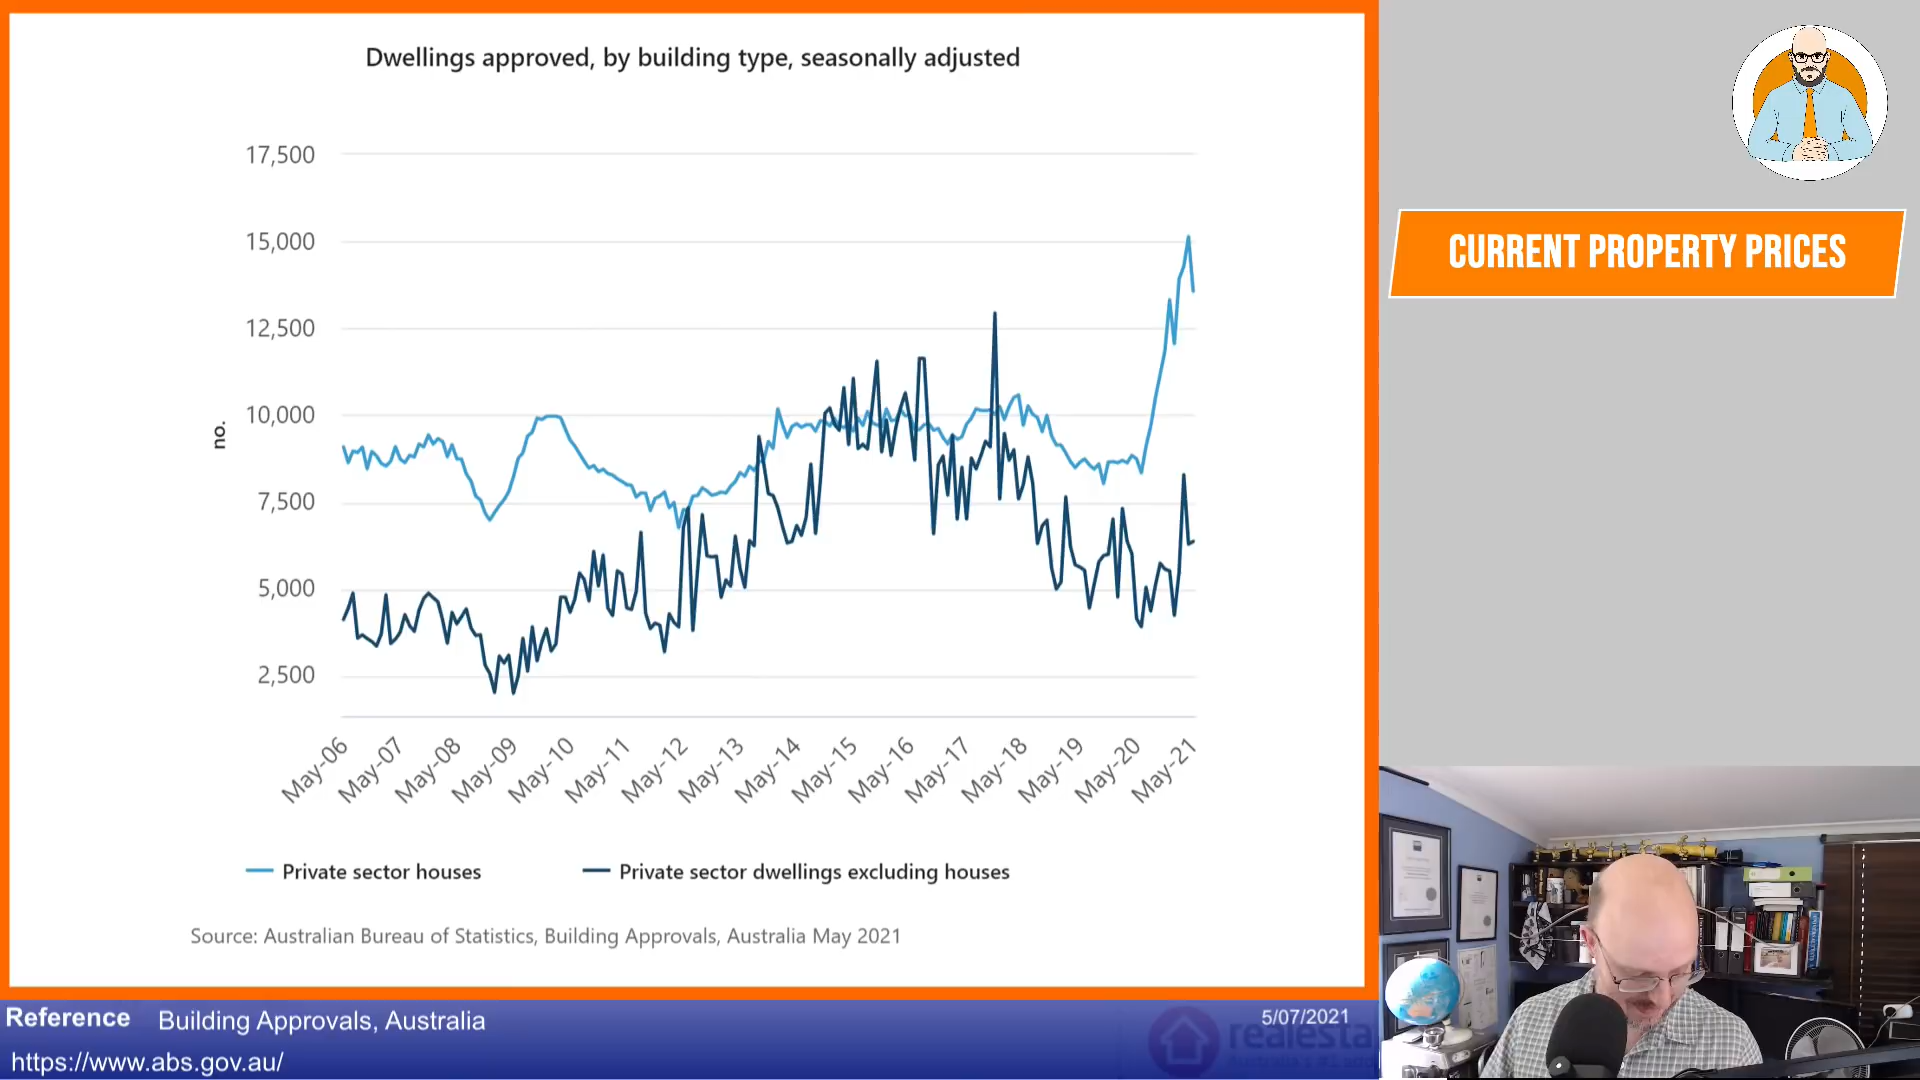 Dwellings approved, by building type, seasonally adjusted
17,500
15,000
12,500
10,000
7,500
5,000
2,500
no.
May-06
May-07
May-08
May-09
May-10
May-11
May-12
May-13
May-14
May-15
May-16
May-17
May-18
May-19
May-20
May-21
Private sector houses
Private sector dwellings excluding houses
Source: Australian Bureau of Statistics, Building Approvals, Australia May 2021
CURRENT PROPERTY PRICES
Reference Building Approvals, Australia
5/07/2021
https://www.abs.gov.au/